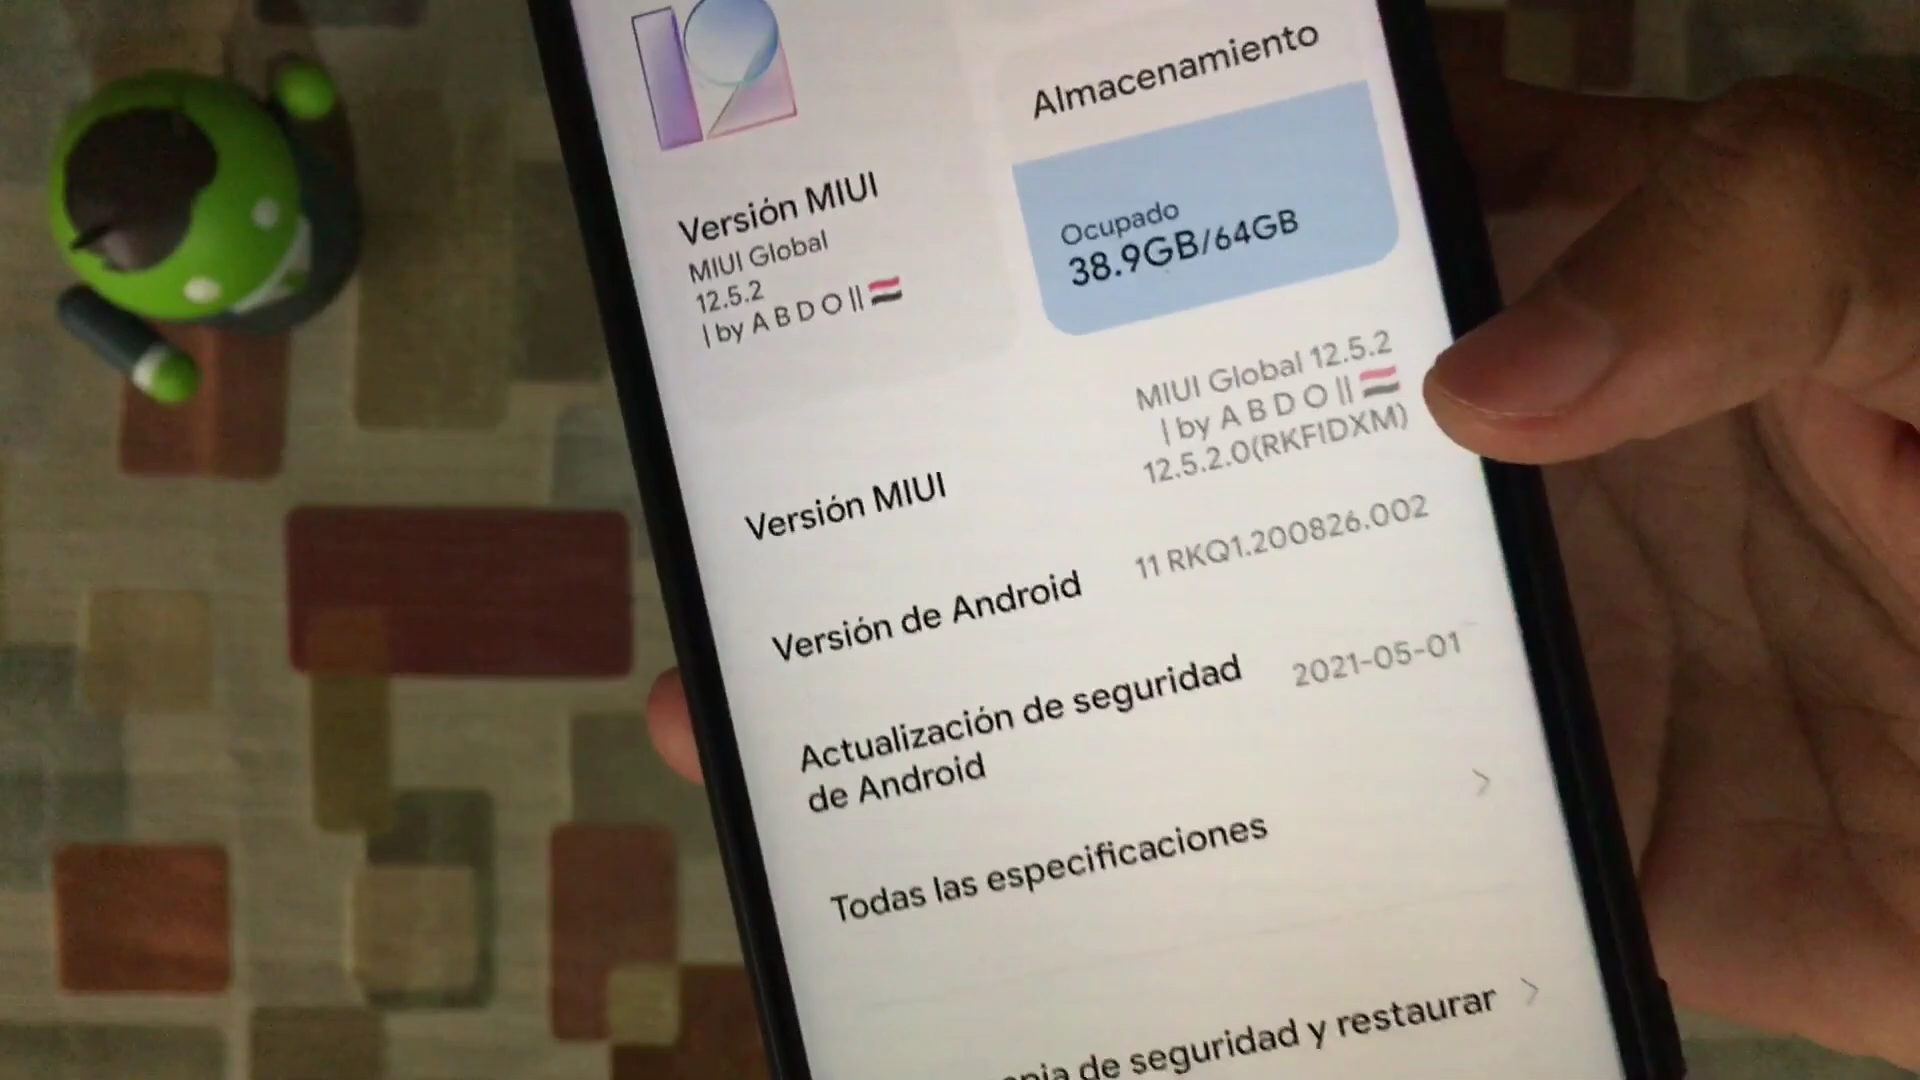 Almacenamiento
Versión MIUI
MIUI Global
12.5.2
| by A B D O ||
Ocupado
38.9GB/64GB
Versión MIUI
MIUI Global 12.5.2
| by A B D O ||
12.5.2.0(RKFIDXM)
Versión de Android
11 RKQ1.200826.002
Actualización de seguridad
de Android
2021-05-01
Todas las especificaciones
de seguridad y restaurar